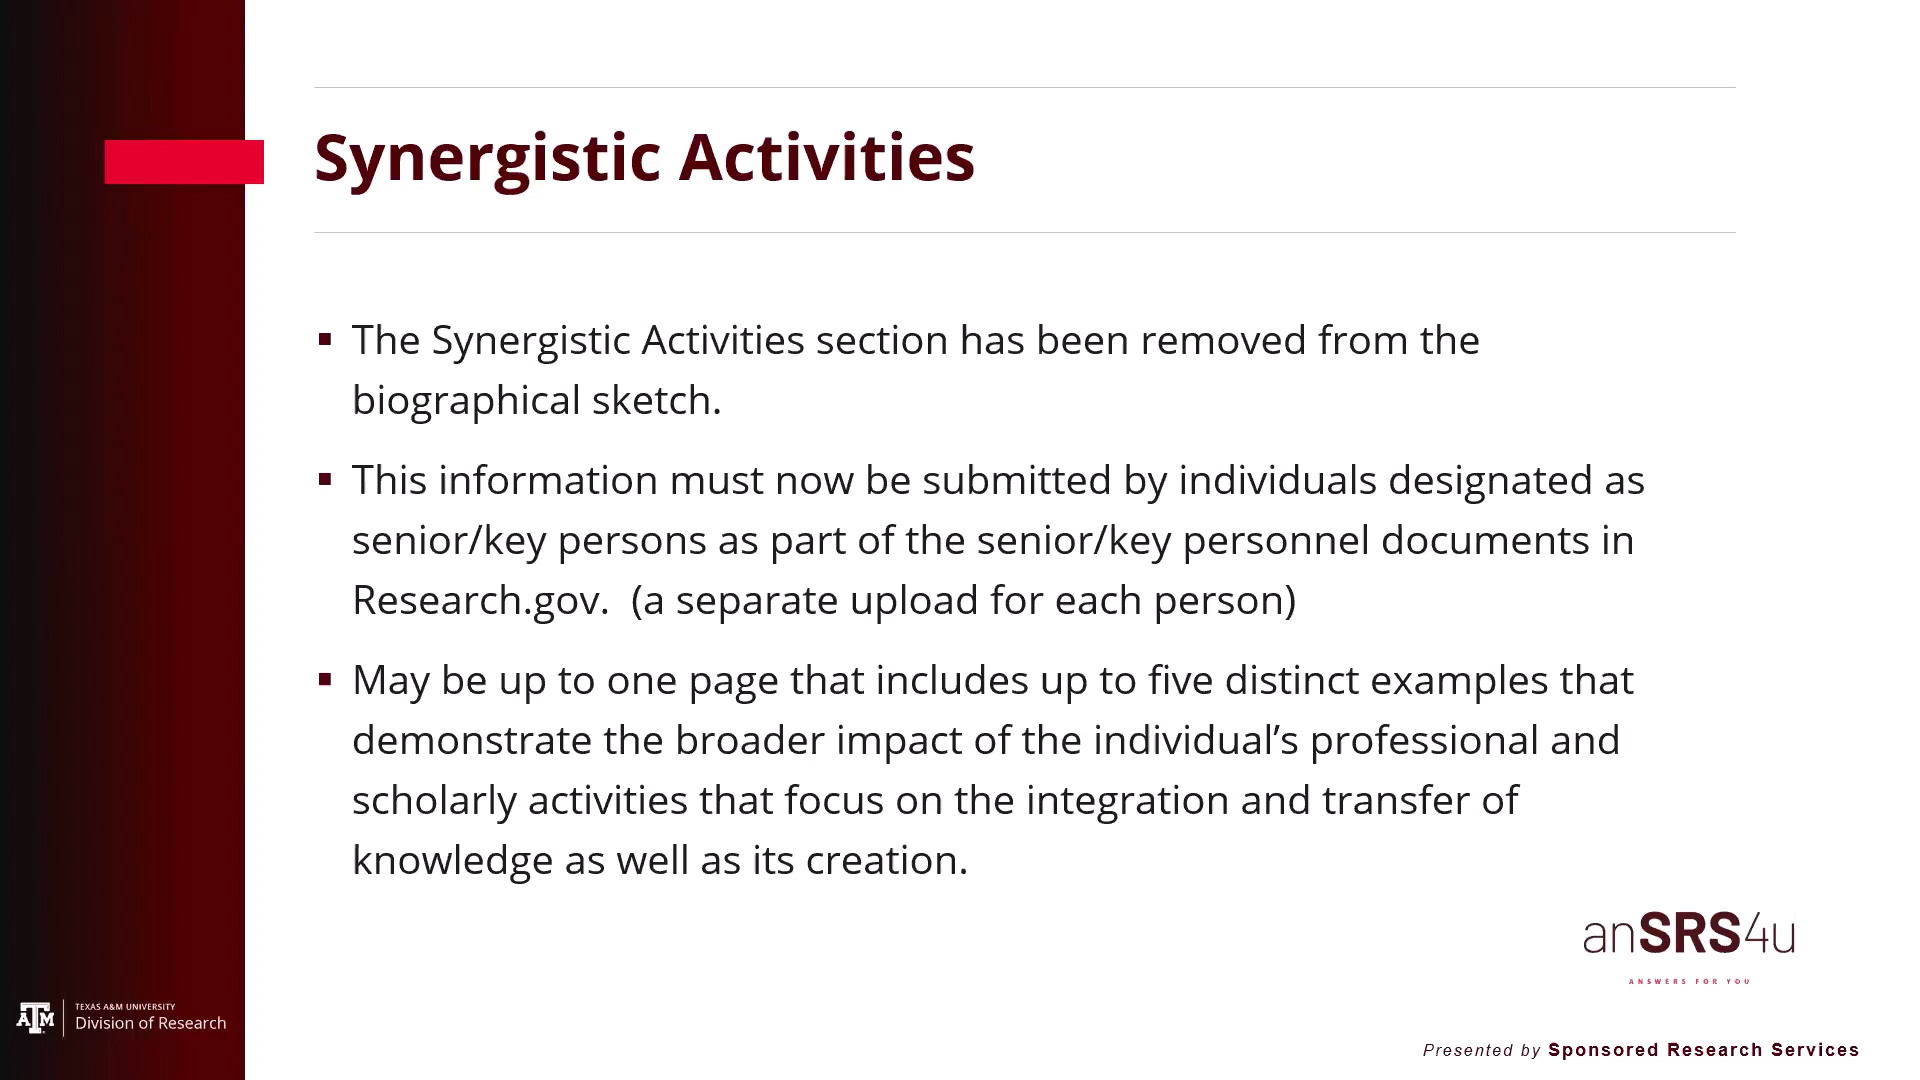 Synergistic Activities
▪ The Synergistic Activities section has been removed from the
biographical sketch.
▪ This information must now be submitted by individuals designated as
senior/key persons as part of the senior/key personnel documents in
Research.gov.  (a separate upload for each person)
▪ May be up to one page that includes up to five distinct examples that
demonstrate the broader impact of the individual’s professional and
scholarly activities that focus on the integration and transfer of
knowledge as well as its creation.
anSRS4u
ANSWERS FOR YOU
ATM
TEXAS A&M UNIVERSITY
Division of Research
Presented by Sponsored Research Services